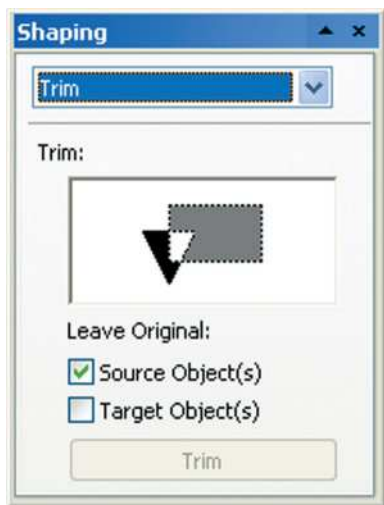 Shaping
Trim
Trim:
Leave Original:
Source Object(s)
Target Object(s)
Trim